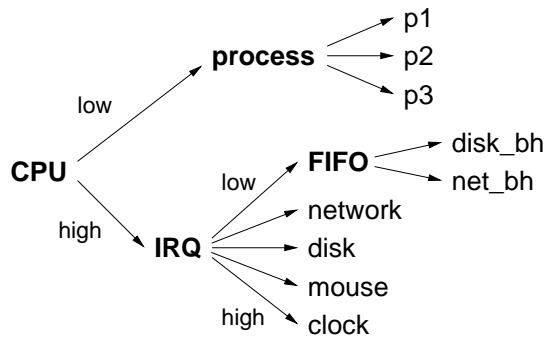 p1
process
p2
low
p3
disk_bh
FIFO
CPU
low
net_bh
network
high
IRQ
disk
mouse
high
clock